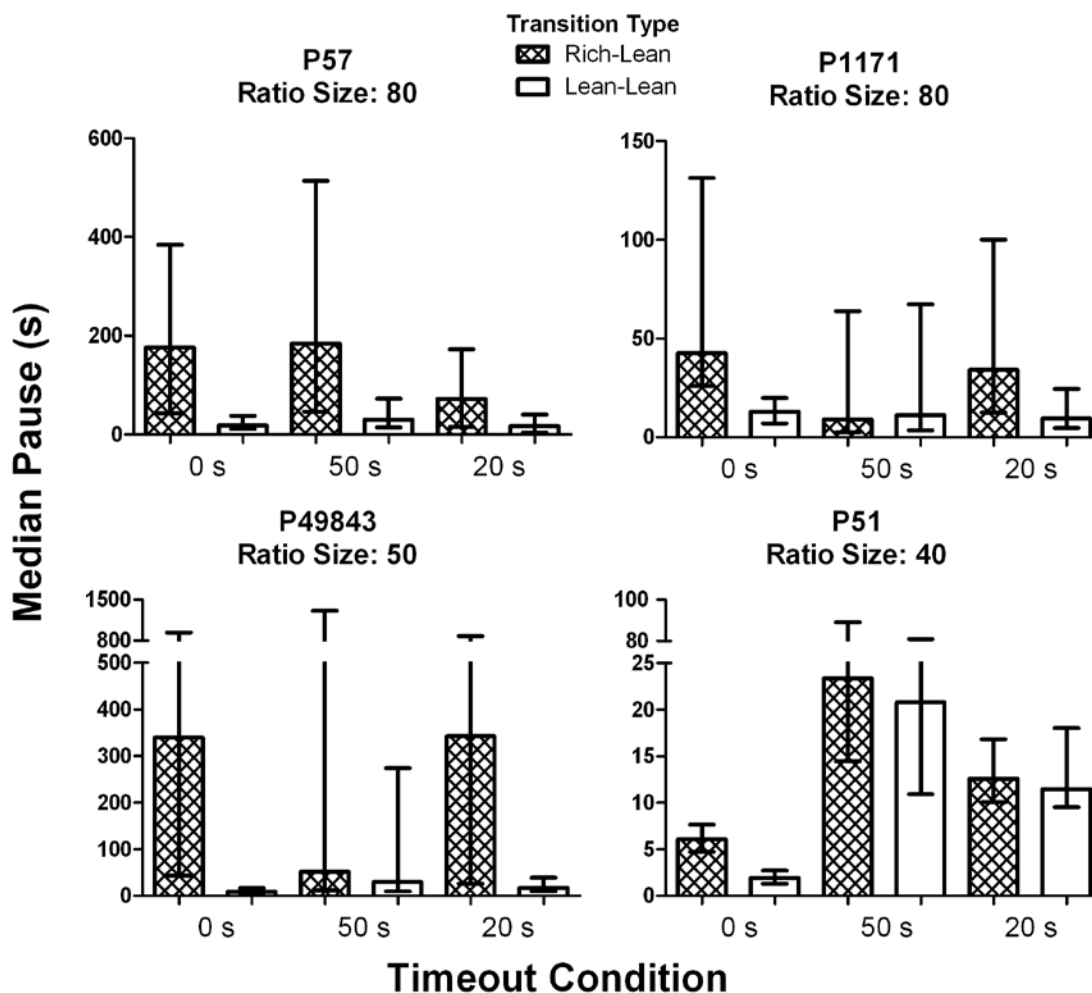 Transition Type
Rich-Lean
Lean-Lean
P57
Ratio Size: 80
600
400
200
0
0 s 50 s 20 s
P1171
Ratio Size: 80
150
100
50
0
0 s 50 s 20 s
P49843
Ratio Size: 50
1500
800
500
400
300
200
100
0
0 s 50 s 20 s
P51
Ratio Size: 40
100
80
25
20
15
10
5
0
0 s 50 s 20 s
Median Pause (s)
Timeout Condition